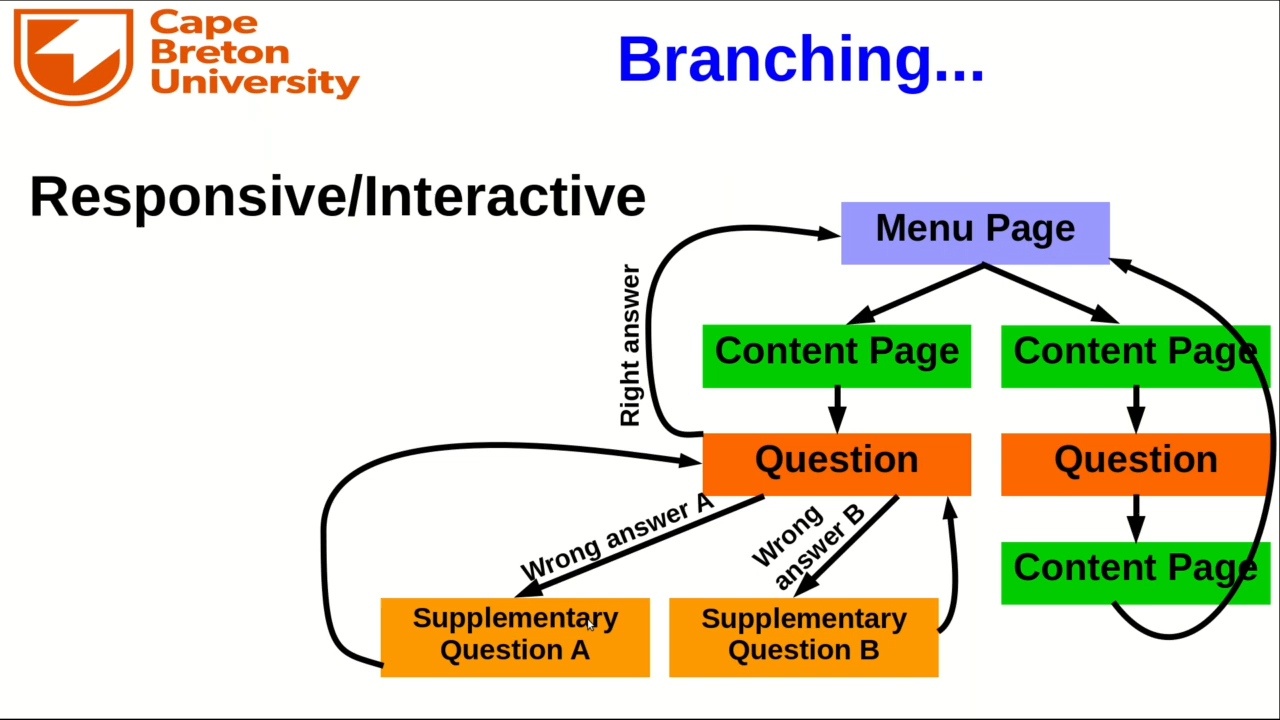 Cape
Breton
University
Branching...
Responsive/Interactive
Menu Page
Right answer
Content Page
Content Page
Question
Question
Wrong answer A
Wrong
answer B
Content Page
Supplementary
Question A
Supplementary
Question B